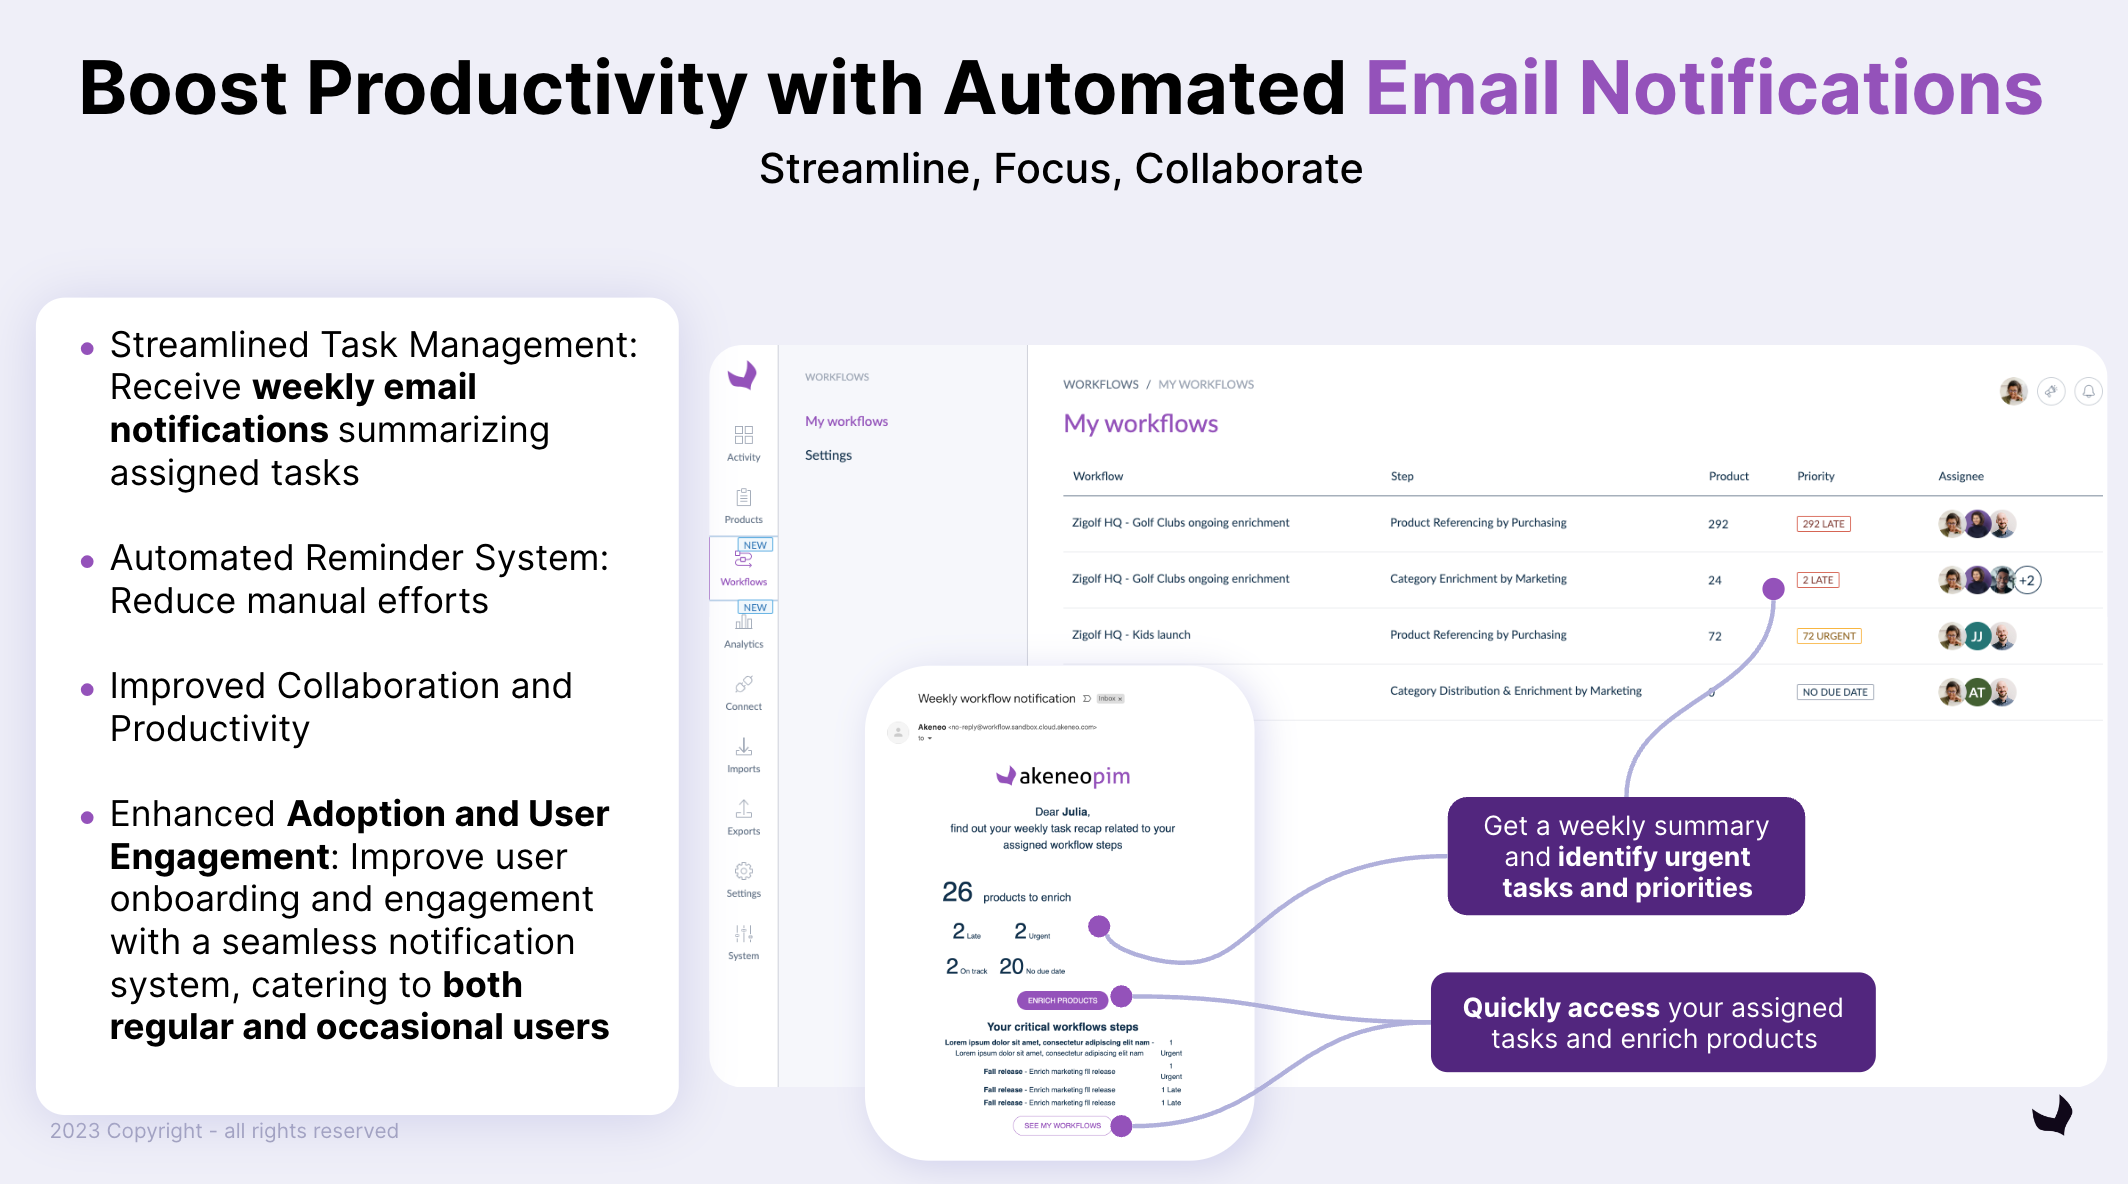 Boost Productivity with Automated Email Notifications
Streamline, Focus, Collaborate
Streamlined Task Management:
Receive weekly email
notifications summarizing
assigned tasks
Automated Reminder System:
Reduce manual efforts
Improved Collaboration and
Productivity
Enhanced Adoption and User
Engagement: Improve user
onboarding and engagement
with a seamless notification
system, catering to both
regular and occasional users
2023 Copyright - all rights reserved
Activity
Products
NEW
Workflows
NEW
Analytics
Connect
Imports
Exports
Settings
System
WORKFLOWS
My workflows
Settings
WORKFLOWS / MY WORKFLOWS
My workflows
Workflow Step Product Priority Assignee
Zigolf HQ - Golf Clubs ongoing enrichment Product Referencing by Purchasing 292 292 LATE
Zigolf HQ - Golf Clubs ongoing enrichment Category Enrichment by Marketing 24 2 LATE +2
Zigolf HQ - Kids launch Product Referencing by Purchasing 72 72 URGENT JJ
Category Distribution & Enrichment by Marketing NO DUE DATE AT
Weekly workflow notification Inbox x
Akeneo <no-reply@workflow.sandbox.cloud.akeneo.com>
to
akeneopim
Dear Julia,
find out your weekly task recap related to your
assigned workflow steps
26 products to enrich
2 Late 2 Urgent
2 On track 20 No due date
ENRICH PRODUCTS
Your critical workflows steps
Lorem ipsum dolor sit amet, consectetur adipiscing elit nam - 1
Lorem ipsum dolor sit amet, consectetur adipiscing elit nam Urgent
Fall release - Enrich marketing fll release 1
Urgent
Fall release - Enrich marketing fll release 1 Late
Fall release - Enrich marketing fll release 1 Late
SEE MY WORKFLOWS
Get a weekly summary
and identify urgent
tasks and priorities
Quickly access your assigned
tasks and enrich products